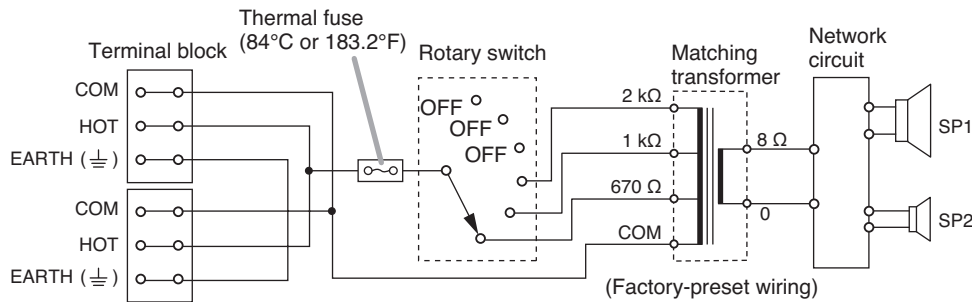 Thermal fuse
(84°C or 183.2°F)
Terminal block
Rotary switch
Matching
transformer
Network
circuit
COM
HOT
EARTH (⏚)
COM
HOT
EARTH (⏚)
OFF
OFF
OFF
2 kΩ
1 kΩ
670 Ω
COM
8 Ω
0
SP1
SP2
(Factory-preset wiring)